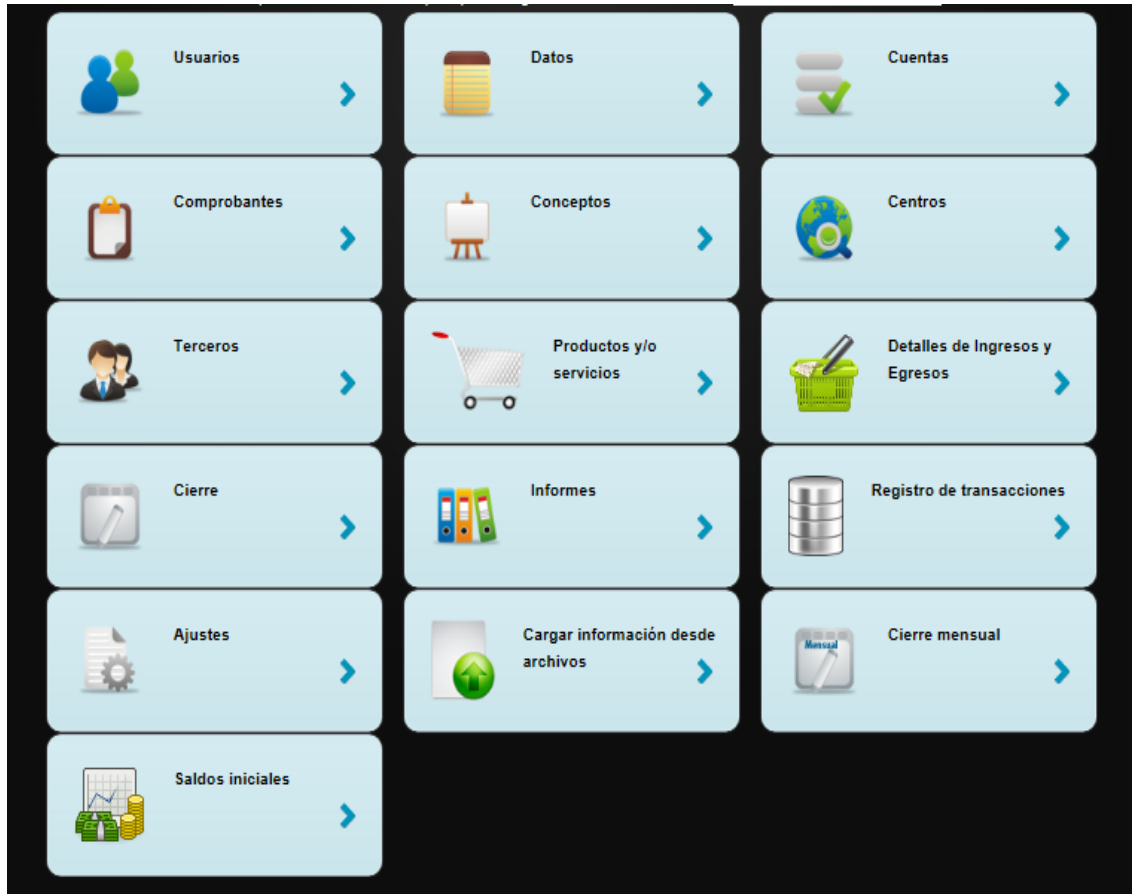 Usuarios
Datos
Cuentas
Comprobantes
Conceptos
Centros
Terceros
Productos y/o
servicios
Detalles de Ingresos y
Egresos
Cierre
Informes
Registro de transacciones
Ajustes
Cargar información desde
archivos
Mensual
Cierre mensual
Saldos iniciales